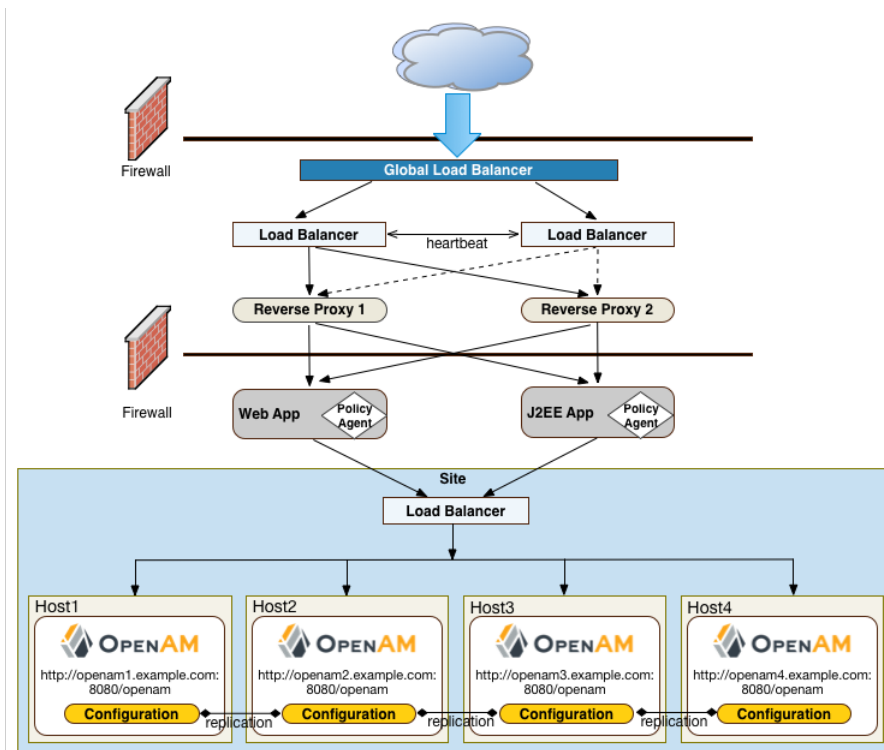 Firewall
Global Load Balancer
Load Balancer
heartbeat
Load Balancer
Reverse Proxy 1
Reverse Proxy 2
Firewall
Web App
Policy
Agent
J2EE App
Policy
Agent
Site
Load Balancer
Host1
OPENAM
http://openam1.example.com:
8080/openam
Configuration
replication
Host2
OPENAM
http://openam2.example.com:
8080/openam
Configuration
replication
Host3
OPENAM
http://openam3.example.com:
8080/openam
Configuration
replication
Host4
OPENAM
http://openam4.example.com:
8080/openam
Configuration